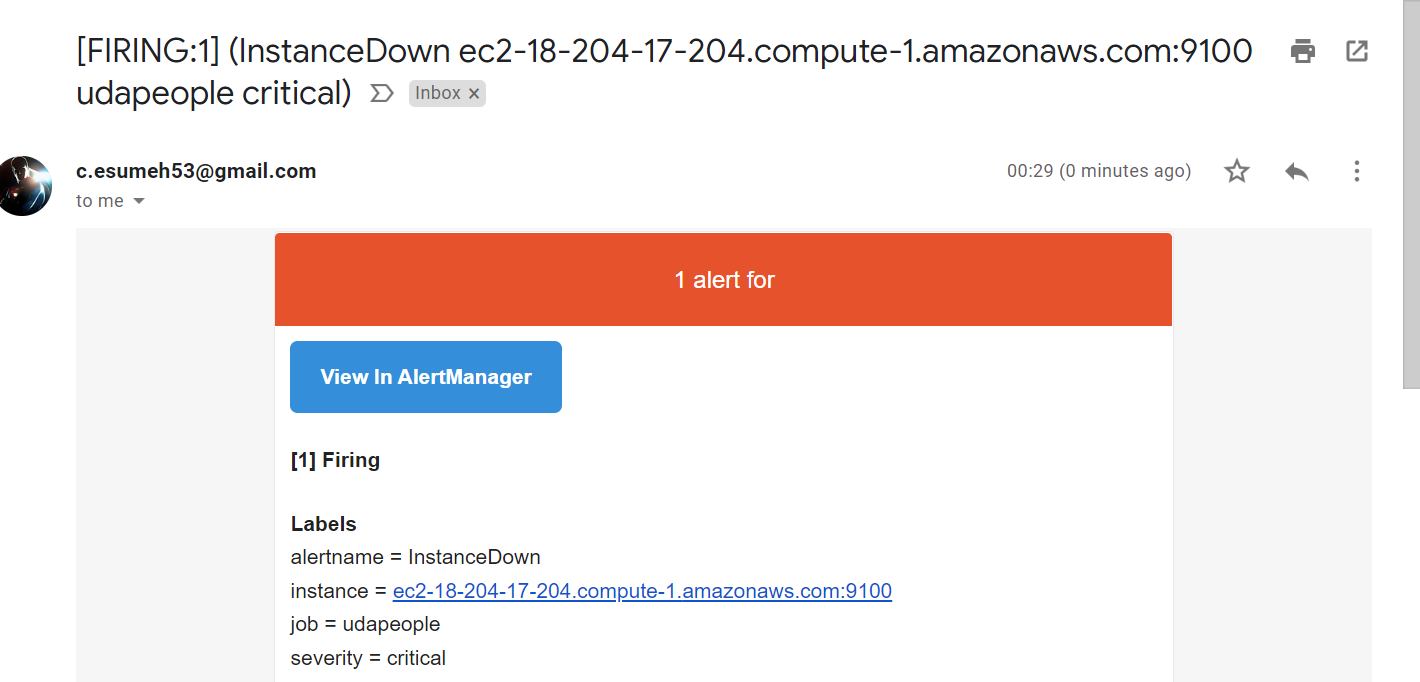 [FIRING:1] (InstanceDown ec2-18-204-17-204.compute-1.amazonaws.com:9100
udapeople critical) Inbox ×
c.esumeh53@gmail.com 00:29 (0 minutes ago)
to me
1 alert for
View In AlertManager
[1] Firing
Labels
alertname = InstanceDown
instance = ec2-18-204-17-204.compute-1.amazonaws.com:9100
job = udapeople
severity = critical